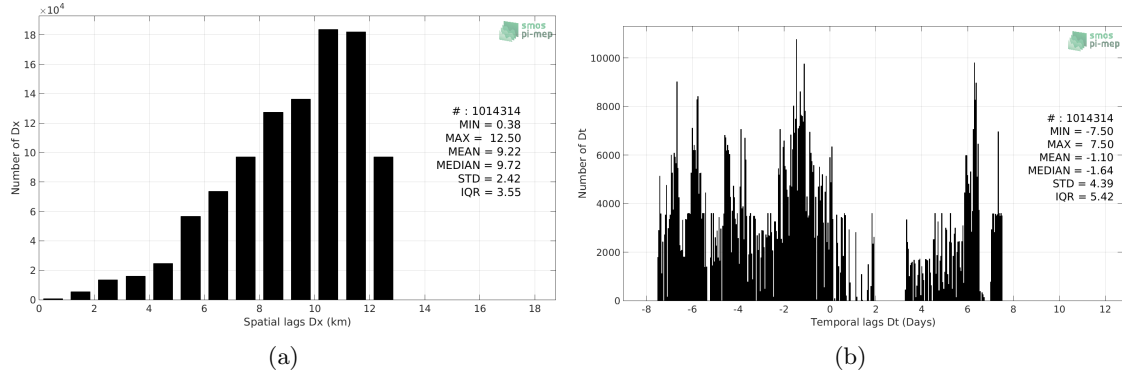 ×10⁴
18
16
14
12
10
8
6
4
2
0
Number of Dx
0 2 4 6 8 10 12 14 16 18
Spatial lags Dx (km)
smos
pi-mep
# : 1014314
MIN = 0.38
MAX = 12.50
MEAN = 9.22
MEDIAN = 9.72
STD = 2.42
IQR = 3.55
(a)
10000
8000
6000
4000
2000
0
Number of Dt
-8 -6 -4 -2 0 2 4 6 8 10 12
Temporal lags Dt (Days)
smos
pi-mep
# : 1014314
MIN = -7.50
MAX = 7.50
MEAN = -1.10
MEDIAN = -1.64
STD = 4.39
IQR = 5.42
(b)